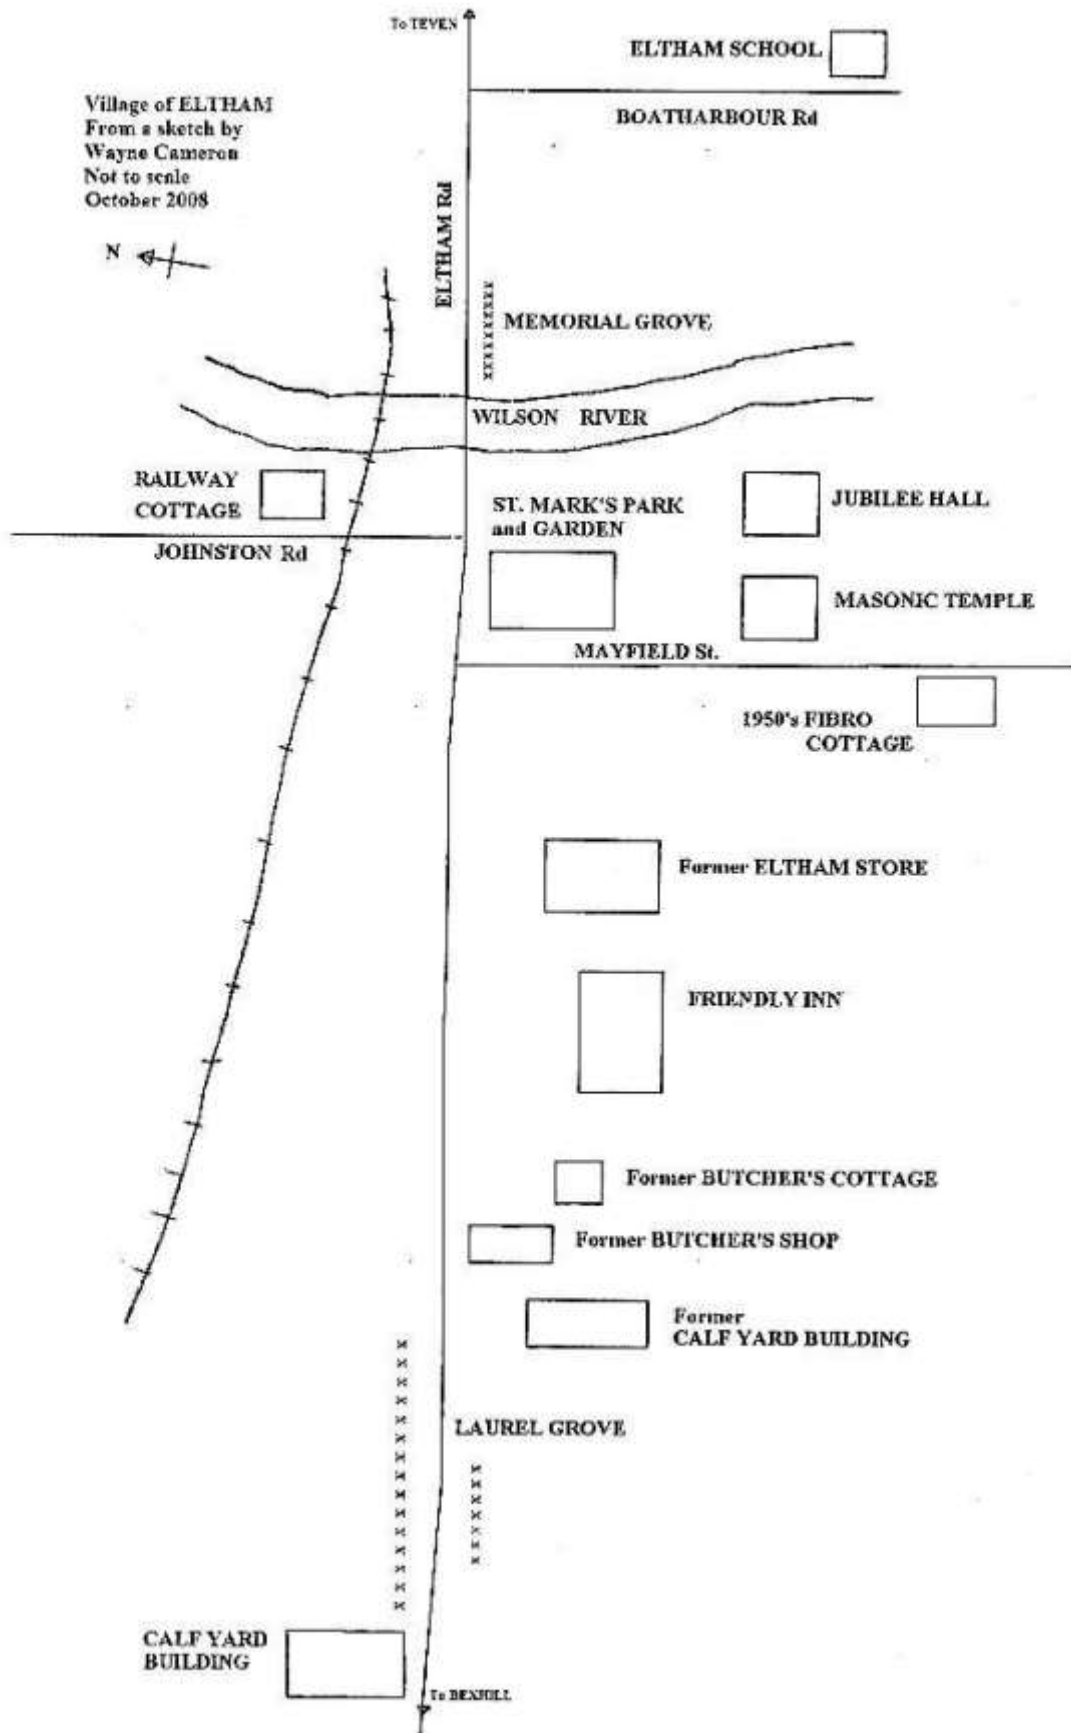 To TEVEN
ELTHAM SCHOOL
BOATHARBOUR Rd
Village of ELTHAM
From a sketch by
Wayne Cameron
Not to scale
October 2008
N
ELTHAM Rd
MEMORIAL GROVE
WILSON RIVER
RAILWAY
COTTAGE
JOHNSTON Rd
ST. MARK'S PARK
and GARDEN
JUBILEE HALL
MASONIC TEMPLE
MAYFIELD St.
1950's FIBRO
COTTAGE
Former ELTHAM STORE
FRIENDLY INN
Former BUTCHER'S COTTAGE
Former BUTCHER'S SHOP
Former
CALF YARD BUILDING
LAUREL GROVE
CALF YARD
BUILDING
To BEXHILL